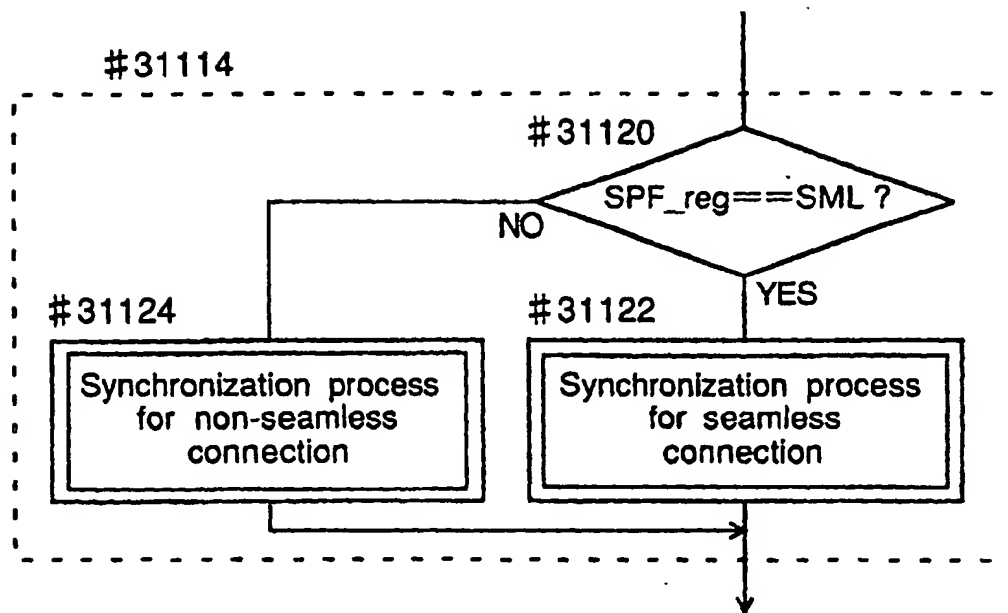 #31114
#31120
SPF_reg==SML ?
NO
YES
#31124
#31122
Synchronization process
for non-seamless
connection
Synchronization process
for seamless
connection